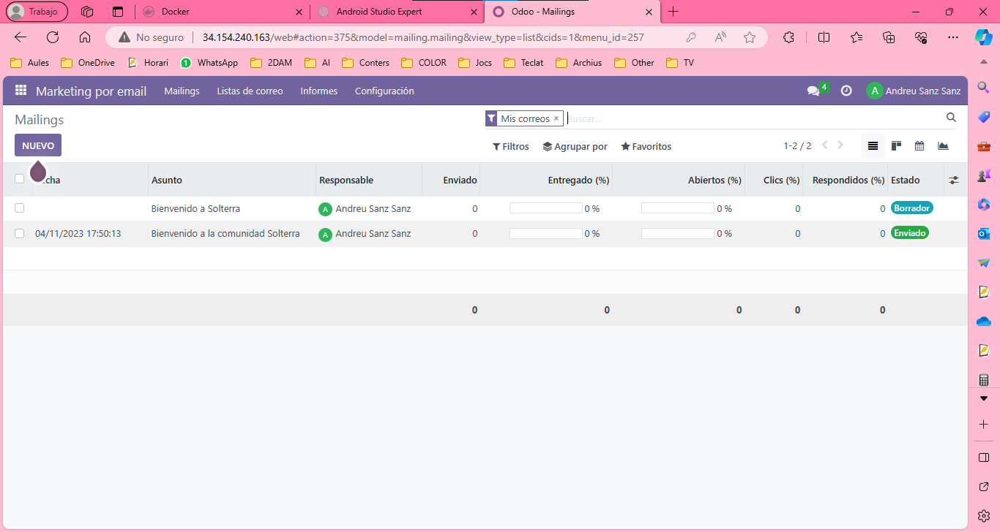 Trabajo
Docker
Android Studio Expert
Odoo - Mailings
No seguro
34.154.240.163/web#action=375&model=mailing.mailing&view_type=list&cids=1&menu_id=257
Aules
OneDrive
Horari
1
WhatsApp
2DAM
AI
Conters
COLOR
Jocs
Teclat
Archius
Other
TV
Marketing por email
Mailings
Listas de correo
Informes
Configuración
4
A
Andreu Sanz Sanz
Mailings
Mis correos ×
Buscar...
NUEVO
Filtros
Agrupar por
Favoritos
1-2 / 2
Asunto Responsable Enviado Entregado (%) Abiertos (%) Clics (%) Respondidos (%) Estado
Bienvenido a Solterra A Andreu Sanz Sanz 0 0 % 0 % 0 0 Borrador
04/11/2023 17:50:13 Bienvenido a la comunidad Solterra A Andreu Sanz Sanz 0 0 % 0 % 0 0 Enviado
0 0 0 0 0